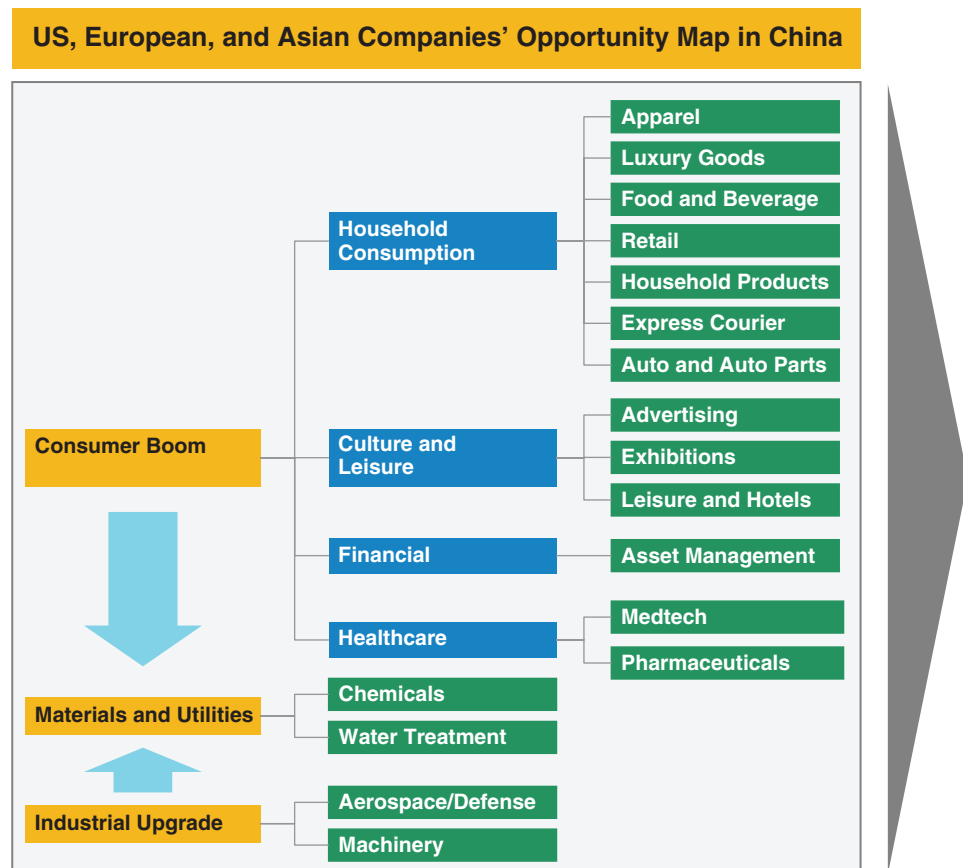 US, European, and Asian Companies’ Opportunity Map in China
Consumer Boom
Household
Consumption
Apparel
Luxury Goods
Food and Beverage
Retail
Household Products
Express Courier
Auto and Auto Parts
Culture and
Leisure
Advertising
Exhibitions
Leisure and Hotels
Financial
Asset Management
Healthcare
Medtech
Pharmaceuticals
Materials and Utilities
Chemicals
Water Treatment
Industrial Upgrade
Aerospace/Defense
Machinery